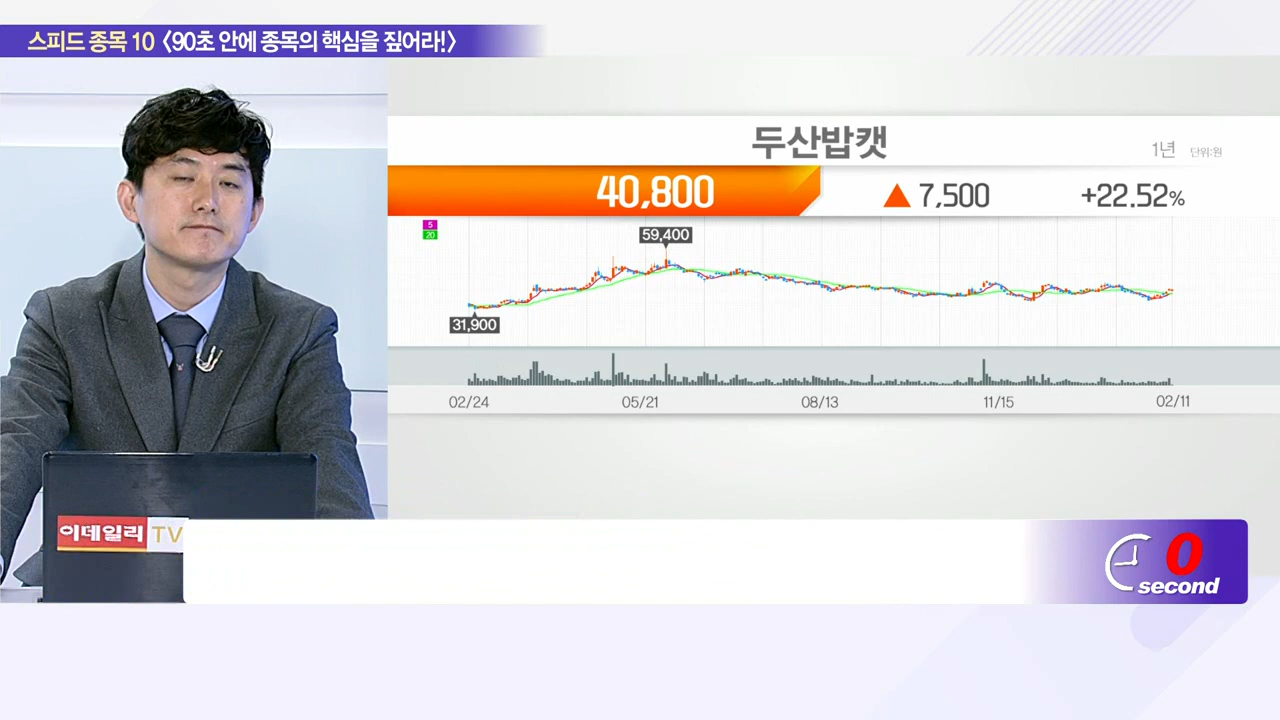 스피드 종목 10 <90초 안에 종목의 핵심을 짚어라!>
두산밥캣
1년 단위:원
40,800 ▲ 7,500 +22.52%
5
20
59,400
31,900
02/24 05/21 08/13 11/15 02/11
이데일리 TV
0
second